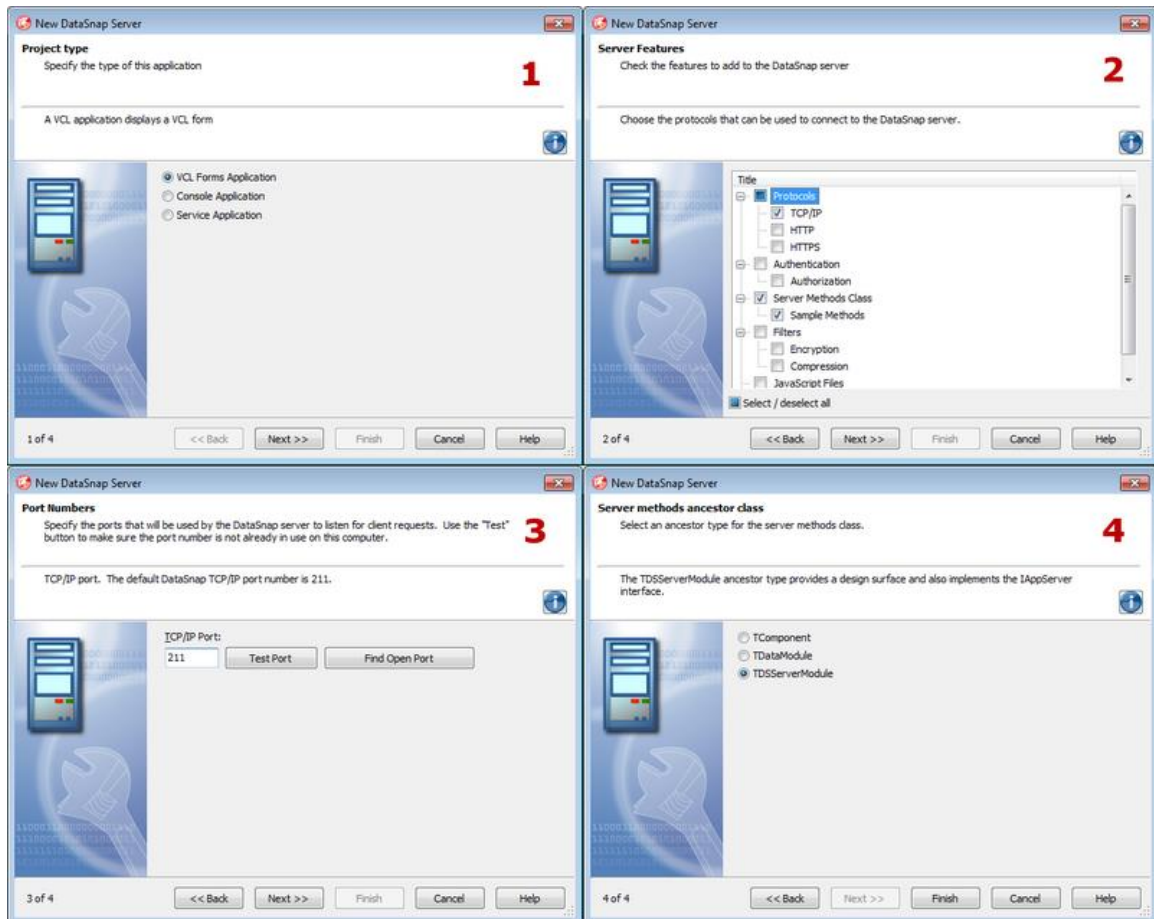 New DataSnap Server
Project type
Specify the type of this application
1
A VCL application displays a VCL form
VCL Forms Application
Console Application
Service Application
1 of 4
<< Back
Next >>
Finish
Cancel
Help
New DataSnap Server
Server Features
Check the features to add to the DataSnap server
2
Choose the protocols that can be used to connect to the DataSnap server.
Title
Protocols
TCP/IP
HTTP
HTTPS
Authentication
Authorization
Server Methods Class
Sample Methods
Filters
Encryption
Compression
JavaScript Files
Select / deselect all
2 of 4
<< Back
Next >>
Finish
Cancel
Help
New DataSnap Server
Port Numbers
Specify the ports that will be used by the DataSnap server to listen for client requests. Use the "Test"
button to make sure the port number is not already in use on this computer.
3
TCP/IP port. The default DataSnap TCP/IP port number is 211.
TCP/IP Port:
211
Test Port
Find Open Port
3 of 4
<< Back
Next >>
Finish
Cancel
Help
New DataSnap Server
Server methods ancestor class
Select an ancestor type for the server methods class.
4
The TDSServerModule ancestor type provides a design surface and also implements the IAppServer
interface.
TComponent
TDataModule
TDSServerModule
4 of 4
<< Back
Next >>
Finish
Cancel
Help